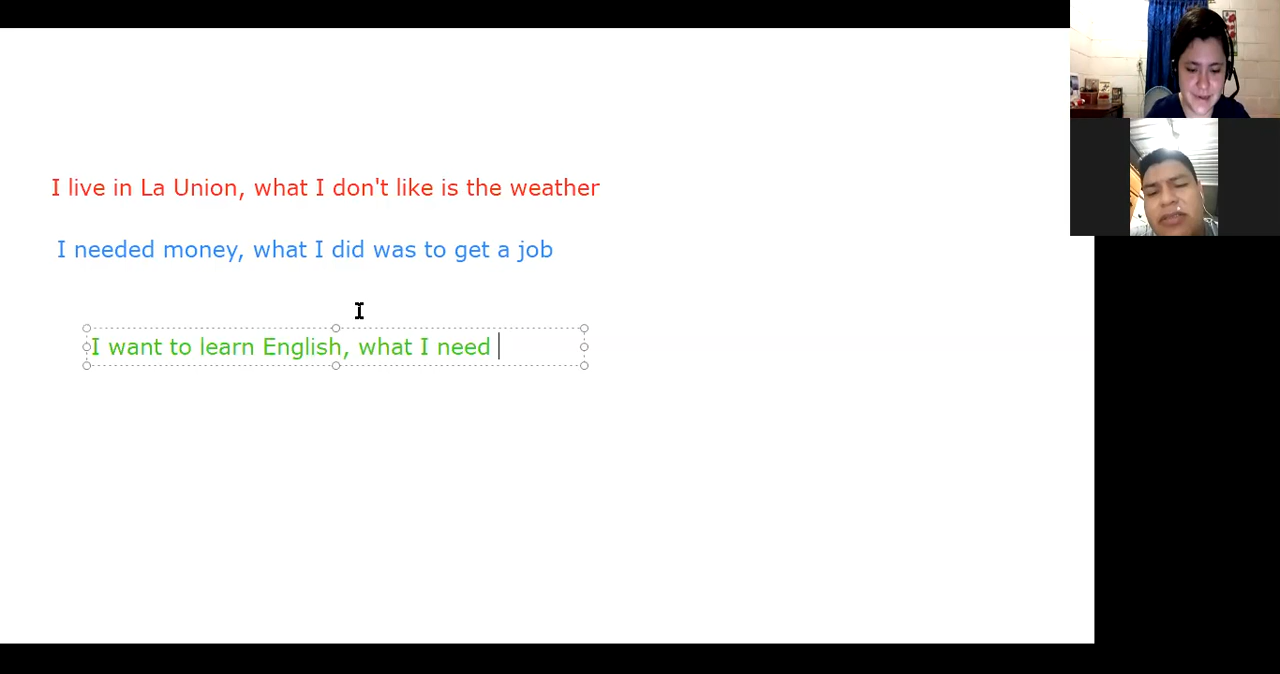 I live in La Union, what I don't like is the weather
I needed money, what I did was to get a job
I want to learn English, what I need